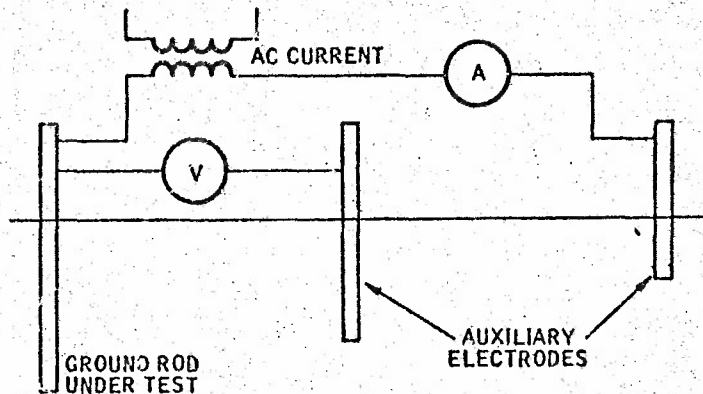 AC CURRENT
A
V
AUXILIARY
ELECTRODES
GROUND ROD
UNDER TEST